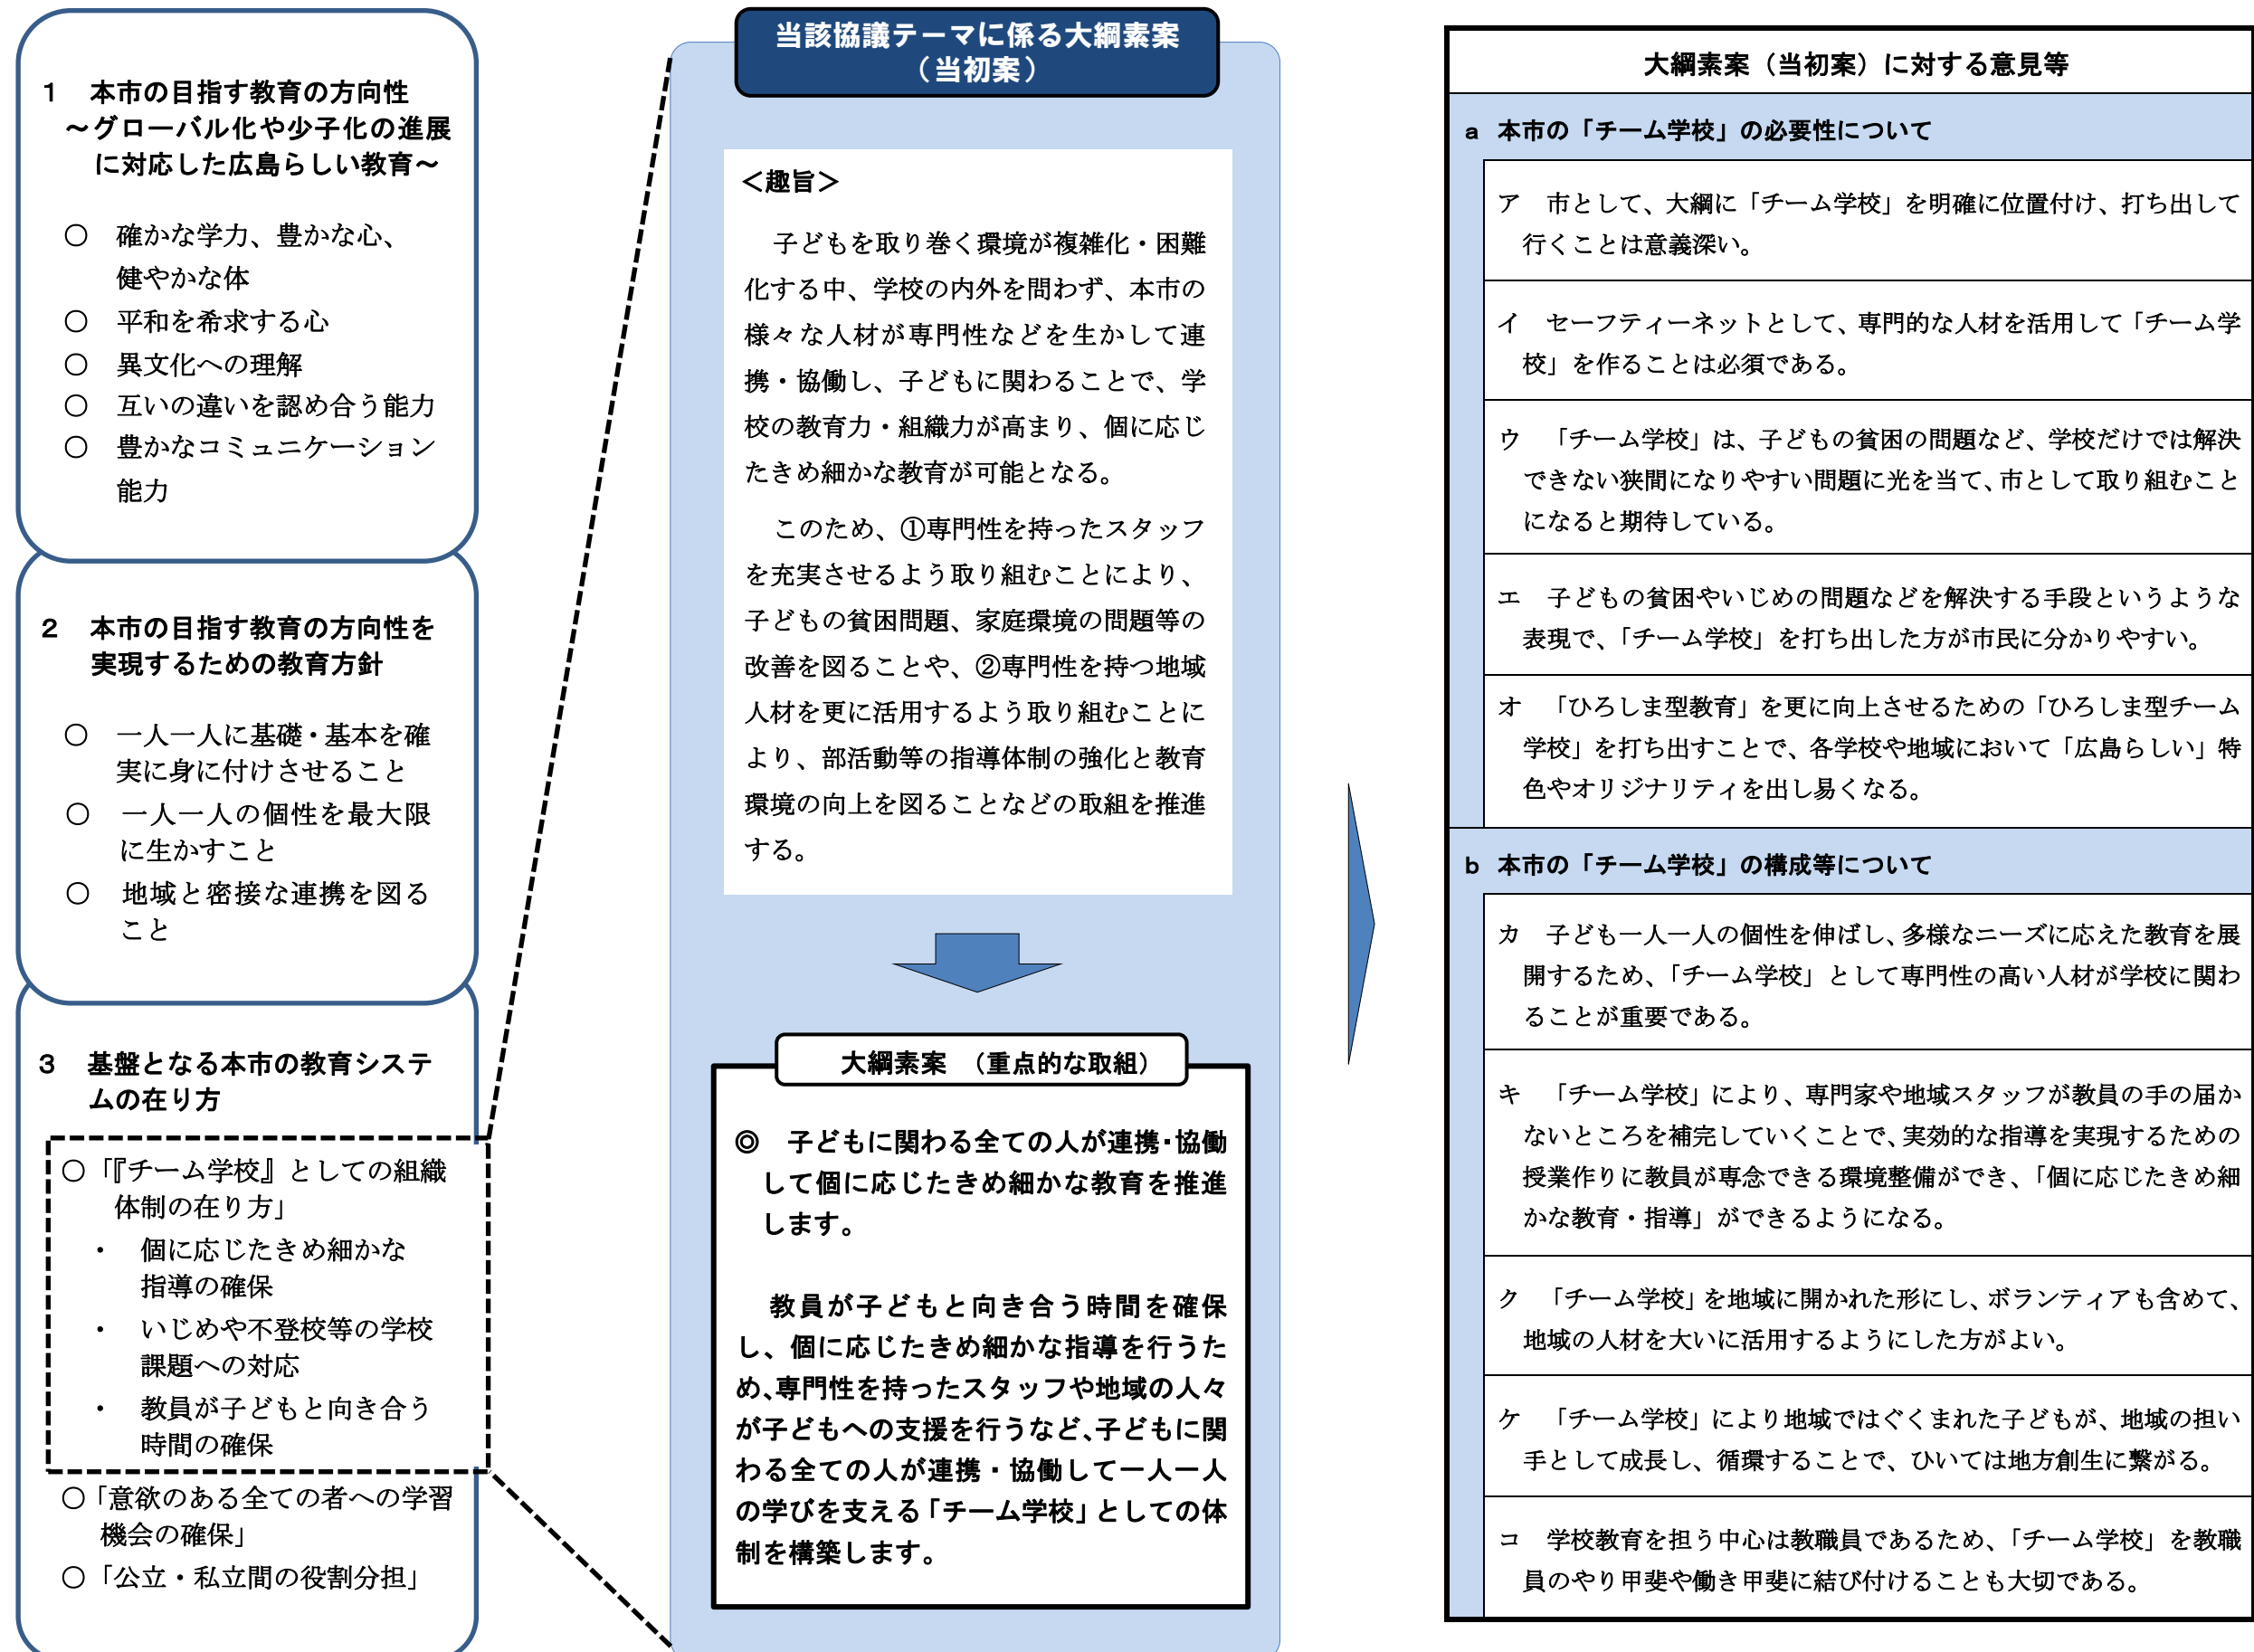 1　本市の目指す教育の方向性
～グローバル化や少子化の進展
に対応した広島らしい教育～
○　確かな学力、豊かな心、
健やかな体
○　平和を希求する心
○　異文化への理解
○　互いの違いを認め合う能力
○　豊かなコミュニケーション
能力
2　本市の目指す教育の方向性を
実現するための教育方針
○　一人一人に基礎・基本を確
実に身に付けさせること
○　一人一人の個性を最大限
に生かすこと
○　地域と密接な連携を図る
こと
3　基盤となる本市の教育システ
ムの在り方
○「『チーム学校』としての組織
体制の在り方」
・　個に応じたきめ細かな
指導の確保
・　いじめや不登校等の学校
課題への対応
・　教員が子どもと向き合う
時間の確保
○「意欲のある全ての者への学習
機会の確保」
○「公立・私立間の役割分担」
当該協議テーマに係る大綱素案
（当初案）
＜趣旨＞
子どもを取り巻く環境が複雑化・困難
化する中、学校の内外を問わず、本市の
様々な人材が専門性などを生かして連
携・協働し、子どもに関わることで、学
校の教育力・組織力が高まり、個に応じ
たきめ細かな教育が可能となる。
このため、①専門性を持ったスタッフ
を充実させるよう取り組むことにより、
子どもの貧困問題、家庭環境の問題等の
改善を図ることや、②専門性を持つ地域
人材を更に活用するよう取り組むことに
より、部活動等の指導体制の強化と教育
環境の向上を図ることなどの取組を推進
する。
大綱素案　（重点的な取組）
◎　子どもに関わる全ての人が連携・協働
して個に応じたきめ細かな教育を推進
します。
教員が子どもと向き合う時間を確保
し、個に応じたきめ細かな指導を行うた
め、専門性を持ったスタッフや地域の人々
が子どもへの支援を行うなど、子どもに関
わる全ての人が連携・協働して一人一人
の学びを支える「チーム学校」としての体
制を構築します。
大綱素案（当初案）に対する意見等
a　本市の「チーム学校」の必要性について
ア　市として、大綱に「チーム学校」を明確に位置付け、打ち出して
行くことは意義深い。
イ　セーフティーネットとして、専門的な人材を活用して「チーム学
校」を作ることは必須である。
ウ　「チーム学校」は、子どもの貧困の問題など、学校だけでは解決
できない狭間になりやすい問題に光を当て、市として取り組むこと
になると期待している。
エ　子どもの貧困やいじめの問題などを解決する手段というような
表現で、「チーム学校」を打ち出した方が市民に分かりやすい。
オ　「ひろしま型教育」を更に向上させるための「ひろしま型チーム
学校」を打ち出すことで、各学校や地域において「広島らしい」特
色やオリジナリティを出し易くなる。
b　本市の「チーム学校」の構成等について
カ　子ども一人一人の個性を伸ばし、多様なニーズに応えた教育を展
開するため、「チーム学校」として専門性の高い人材が学校に関わ
ることが重要である。
キ　「チーム学校」により、専門家や地域スタッフが教員の手の届か
ないところを補完していくことで、実効的な指導を実現するための
授業作りに教員が専念できる環境整備ができ、「個に応じたきめ細
かな教育・指導」ができるようになる。
ク　「チーム学校」を地域に開かれた形にし、ボランティアも含めて、
地域の人材を大いに活用するようにした方がよい。
ケ　「チーム学校」により地域ではぐくまれた子どもが、地域の担い
手として成長し、循環することで、ひいては地方創生に繋がる。
コ　学校教育を担う中心は教職員であるため、「チーム学校」を教職
員のやり甲斐や働き甲斐に結び付けることも大切である。